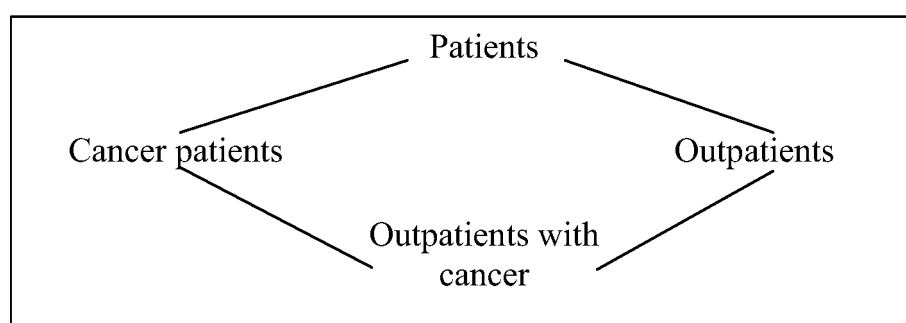 Patients
Cancer patients
Outpatients
Outpatients with
cancer